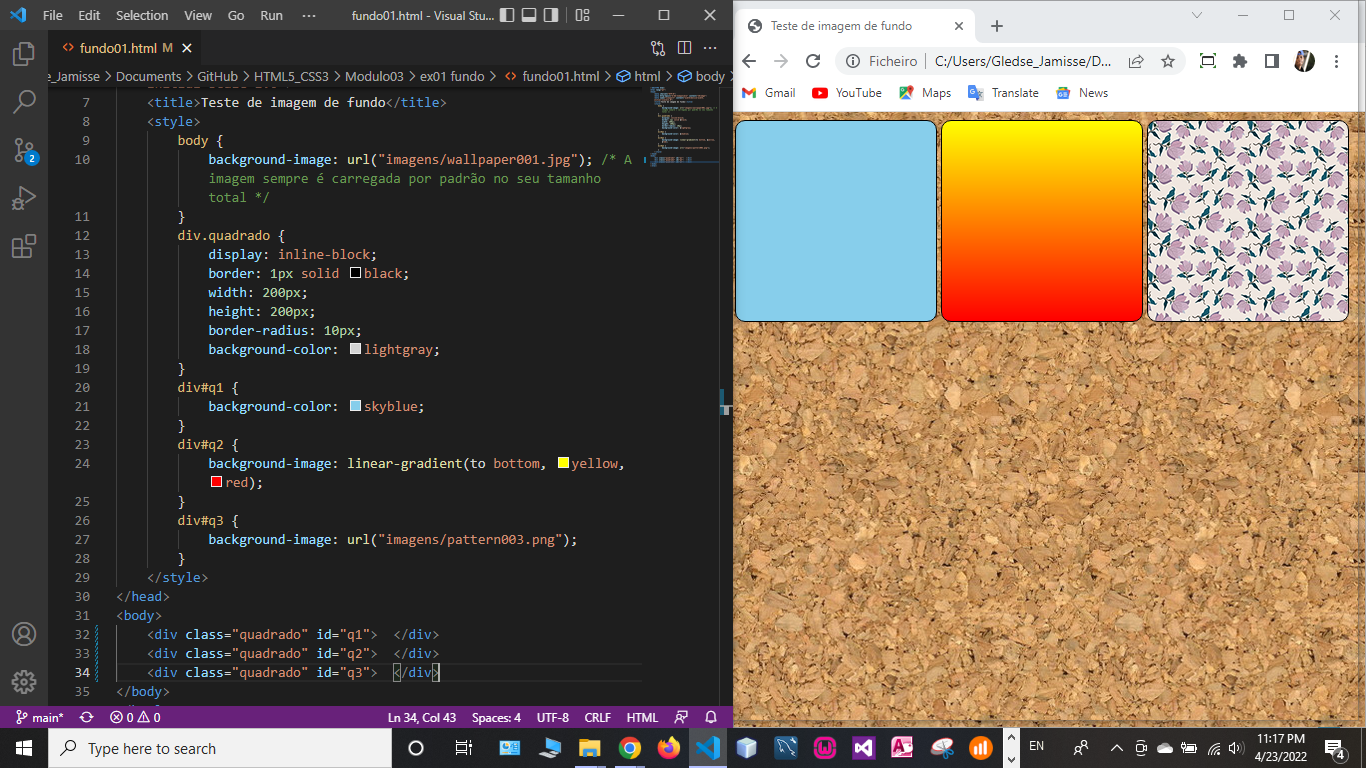 File Edit Selection View Go Run ··· fundo01.html - Visual Stu...
fundo01.html M
e_Jamisse > Documents > GitHub > HTML5_CSS3 > Modulo03 > ex01 fundo > fundo01.html > html > body >
7 <title>Teste de imagem de fundo</title>
8 <style>
9 body {
10 background-image: url("imagens/wallpaper001.jpg"); /* A
imagem sempre é carregada por padrão no seu tamanho
total */
11 }
12 div.quadrado {
13 display: inline-block;
14 border: 1px solid black;
15 width: 200px;
16 height: 200px;
17 border-radius: 10px;
18 background-color: lightgray;
19 }
20 div#q1 {
21 background-color: skyblue;
22 }
23 div#q2 {
24 background-image: linear-gradient(to bottom, yellow,
red);
25 }
26 div#q3 {
27 background-image: url("imagens/pattern003.png");
28 }
29 </style>
30 </head>
31 <body>
32 <div class="quadrado" id="q1">  </div>
33 <div class="quadrado" id="q2">  </div>
34 <div class="quadrado" id="q3">  </div>
35 </body>
2
main* 0 0 Ln 34, Col 43 Spaces: 4 UTF-8 CRLF HTML
Teste de imagem de fundo
Ficheiro | C:/Users/Gledse_Jamisse/D...
Gmail YouTube Maps Translate News
Type here to search
EN
11:17 PM
4/23/2022
4